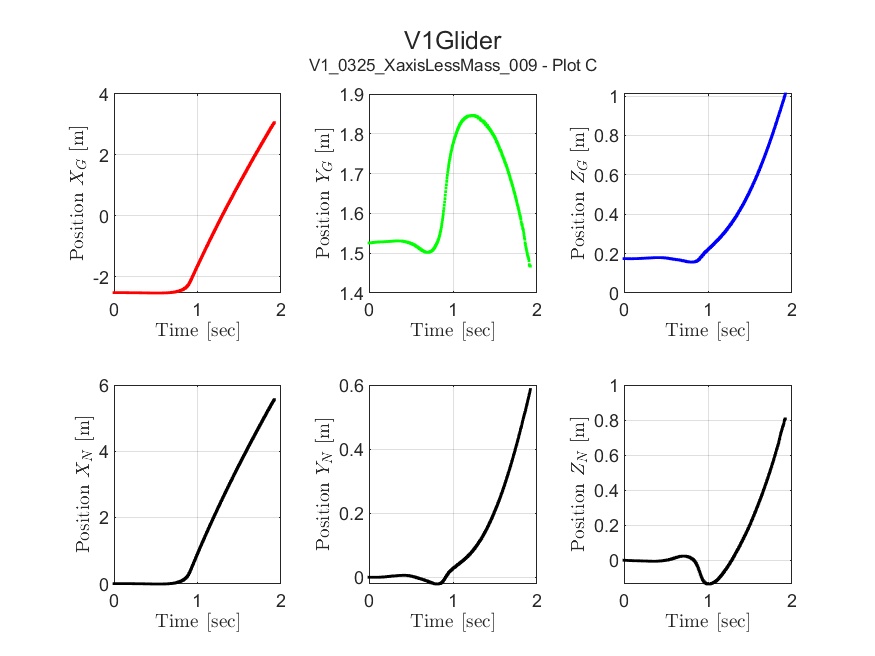 V1Glider
V1_0325_XaxisLessMass_009 - Plot C
Position X_G [m]
4
2
0
-2
0 1 2
Time [sec]
Position Y_G [m]
1.9
1.8
1.7
1.6
1.5
1.4
0 1 2
Time [sec]
Position Z_G [m]
1
0.8
0.6
0.4
0.2
0
0 1 2
Time [sec]
Position X_N [m]
6
4
2
0
0 1 2
Time [sec]
Position Y_N [m]
0.6
0.4
0.2
0
0 1 2
Time [sec]
Position Z_N [m]
1
0.8
0.6
0.4
0.2
0
0 1 2
Time [sec]